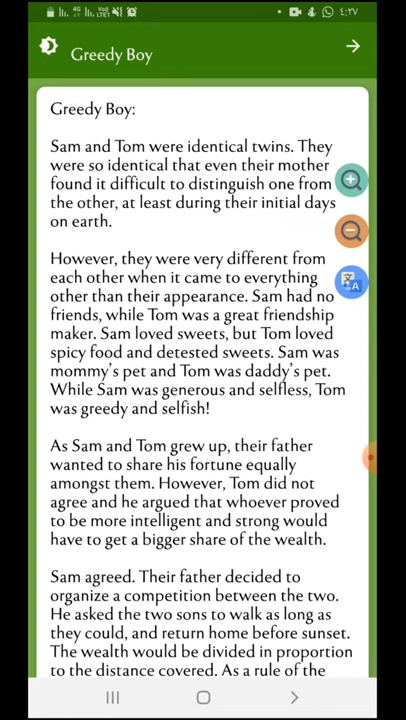 4G
Vo))
LTE1
٤:٢٧
Greedy Boy
Greedy Boy:
Sam and Tom were identical twins. They
were so identical that even their mother
found it difficult to distinguish one from
the other, at least during their initial days
on earth.
However, they were very different from
each other when it came to everything
other than their appearance. Sam had no
friends, while Tom was a great friendship
maker. Sam loved sweets, but Tom loved
spicy food and detested sweets. Sam was
mommy's pet and Tom was daddy's pet.
While Sam was generous and selfless, Tom
was greedy and selfish!
As Sam and Tom grew up, their father
wanted to share his fortune equally
amongst them. However, Tom did not
agree and he argued that whoever proved
to be more intelligent and strong would
have to get a bigger share of the wealth.
Sam agreed. Their father decided to
organize a competition between the two.
He asked the two sons to walk as long as
they could, and return home before sunset.
The wealth would be divided in proportion
to the distance covered. As a rule of the